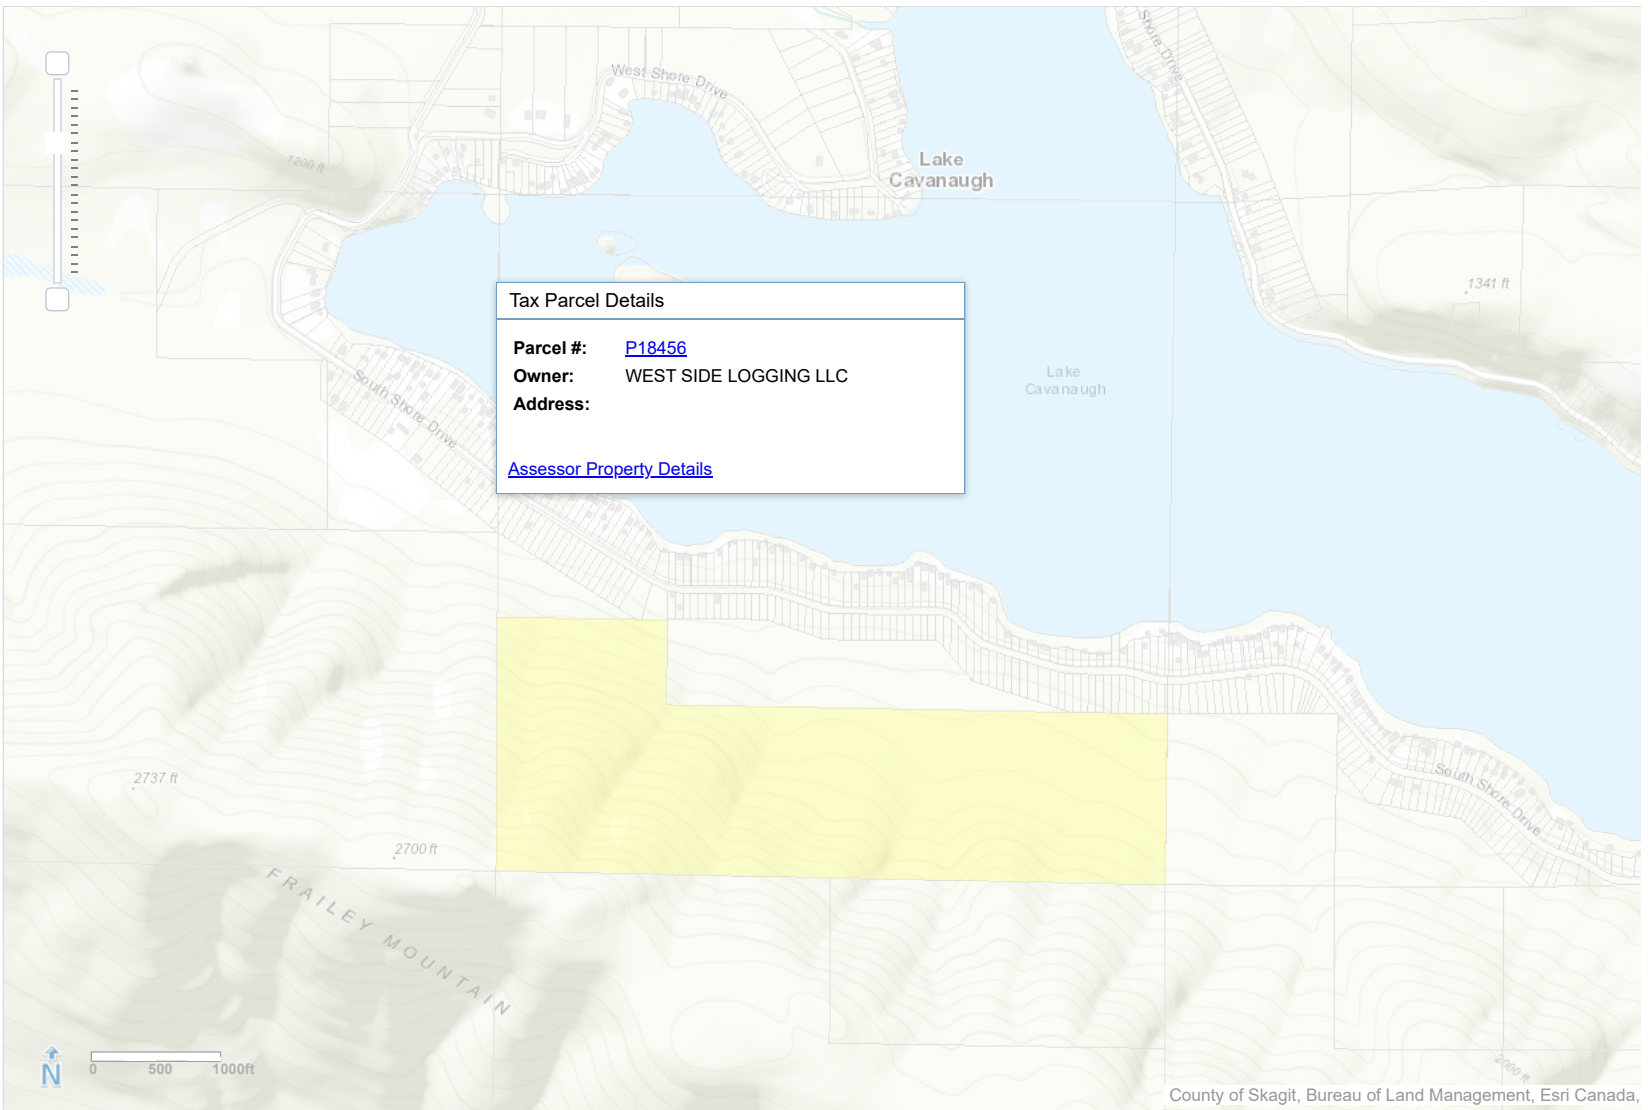 West Shore Drive
Shore Drive
1800 ft
Lake
Cavanaugh
1341 ft
Tax Parcel Details
Parcel #: P18456
Owner: WEST SIDE LOGGING LLC
Address:
Assessor Property Details
Lake
Cavanaugh
South Shore Drive
2737 ft
2700 ft
South Shore Drive
FRAILEY MOUNTAIN
N
0 500 1000ft
2000 ft
County of Skagit, Bureau of Land Management, Esri Canada,